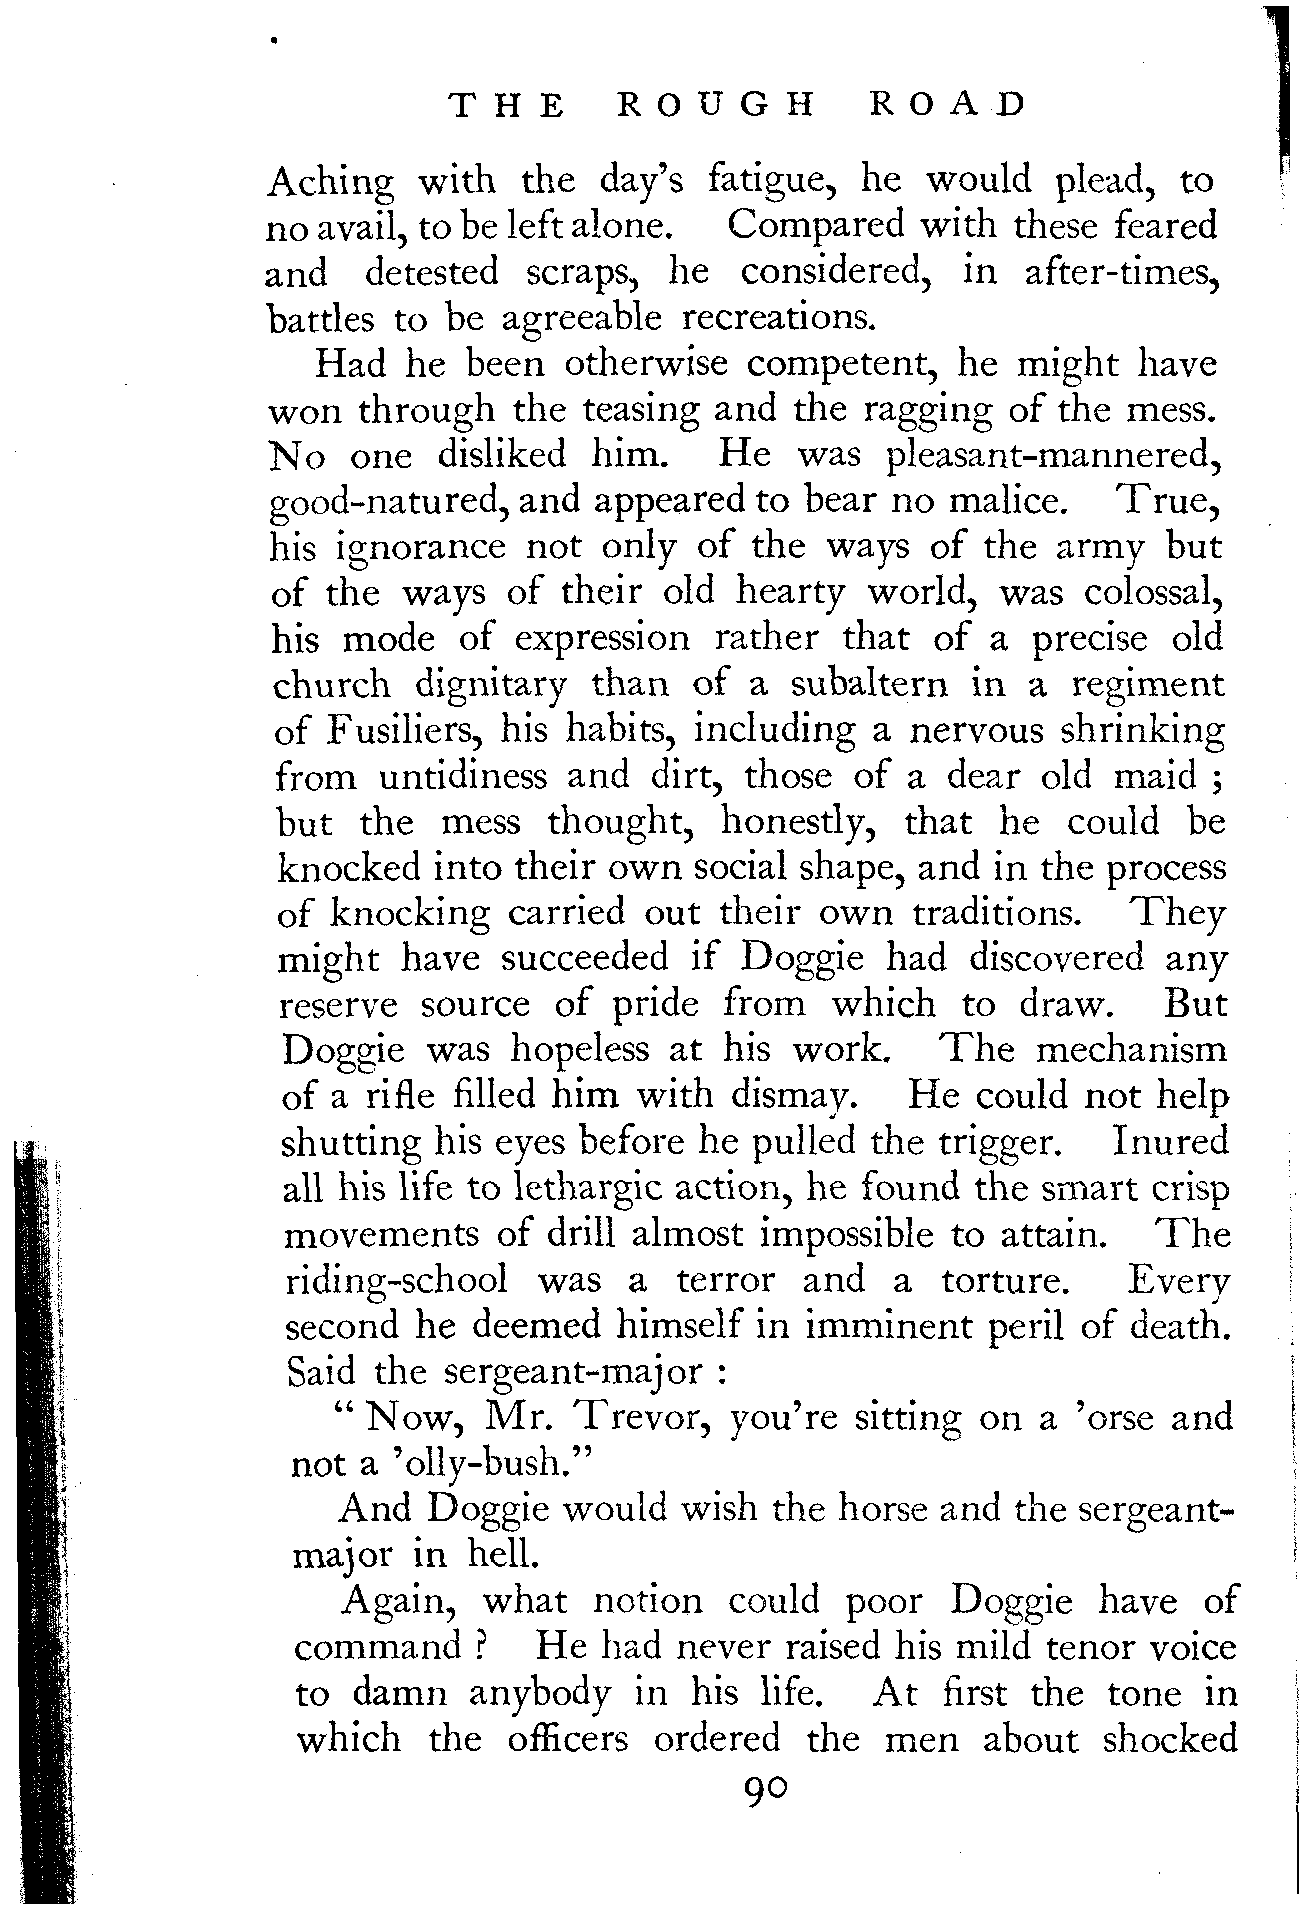 THE ROUGH ROAD
Aching with the day's fatigue, he would plead, to
no avail, to be left alone. Compared with these feared
and detested scraps, he considered, in after-times,
battles to be agreeable recreations.
Had he been otherwise competent, he might have
won through the teasing and the ragging of the mess.
No one disliked him. He was pleasant-mannered,
good-natured, and appeared to bear no malice. True,
his ignorance not only of the ways of the army but
of the ways of their old hearty world, was colossal,
his mode of expression rather that of a precise old
church dignitary than of a subaltern in a regiment
of Fusiliers, his habits, including a nervous shrinking
from untidiness and dirt, those of a dear old maid ;
but the mess thought, honestly, that he could be
knocked into their own social shape, and in the process
of knocking carried out their own traditions. They
might have succeeded if Doggie had discovered any
reserve source of pride from which to draw. But
Doggie was hopeless at his work. The mechanism
of a rifle filled him with dismay. He could not help
shutting his eyes before he pulled the trigger. Inured
all his life to lethargic action, he found the smart crisp
movements of drill almost impossible to attain. The
riding-school was a terror and a torture. Every
second he deemed himself in imminent peril of death.
Said the sergeant-major :
“ Now, Mr. Trevor, you're sitting on a 'orse and
not a 'olly-bush.”
And Doggie would wish the horse and the sergeant-
major in hell.
Again, what notion could poor Doggie have of
command ? He had never raised his mild tenor voice
to damn anybody in his life. At first the tone in
which the officers ordered the men about shocked
90